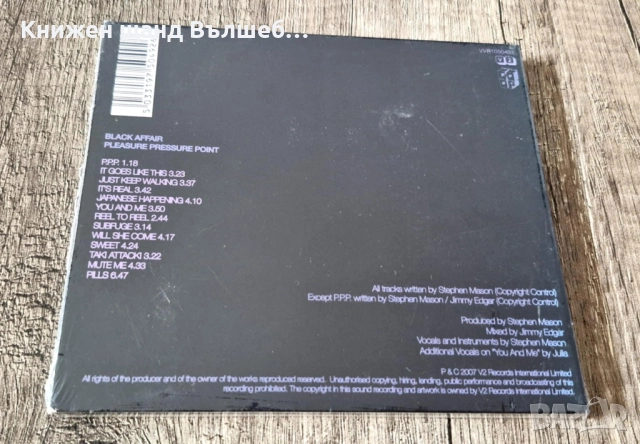 Книжен щанд Вълшеб...
BLACK AFFAIR
PLEASURE PRESSURE POINT
P.P.P. 1.18
IT GOES LIKE THIS 3.23
JUST KEEP WALKING 3.37
IT'S REAL 3.42
JAPANESE HAPPENING 4.10
YOU AND ME 3.50
REEL TO REEL 2.44
SUBFUGE 3.14
WILL SHE COME 4.17
SWEET 4.24
TAKI ATTACK! 3.22
MUTE ME 4.33
PILLS 6.47
All tracks written by Stephen Mason (Copyright Control)
Except P.P.P. written by Stephen Mason / Jimmy Edgar (Copyright Control)
Produced by Stephen Mason
Mixed by Jimmy Edgar
Vocals and Instruments by Stephen Mason
Additional Vocals on "You And Me" by Julia
P & C 2007 V2 Records International Limited
All rights of the producer and of the owner of the works reproduced reserved. Unauthorised copying, hiring, lending, public performance and broadcasting of this
recording prohibited. The copyright in this sound recording and artwork is owned by V2 Records International Limited.